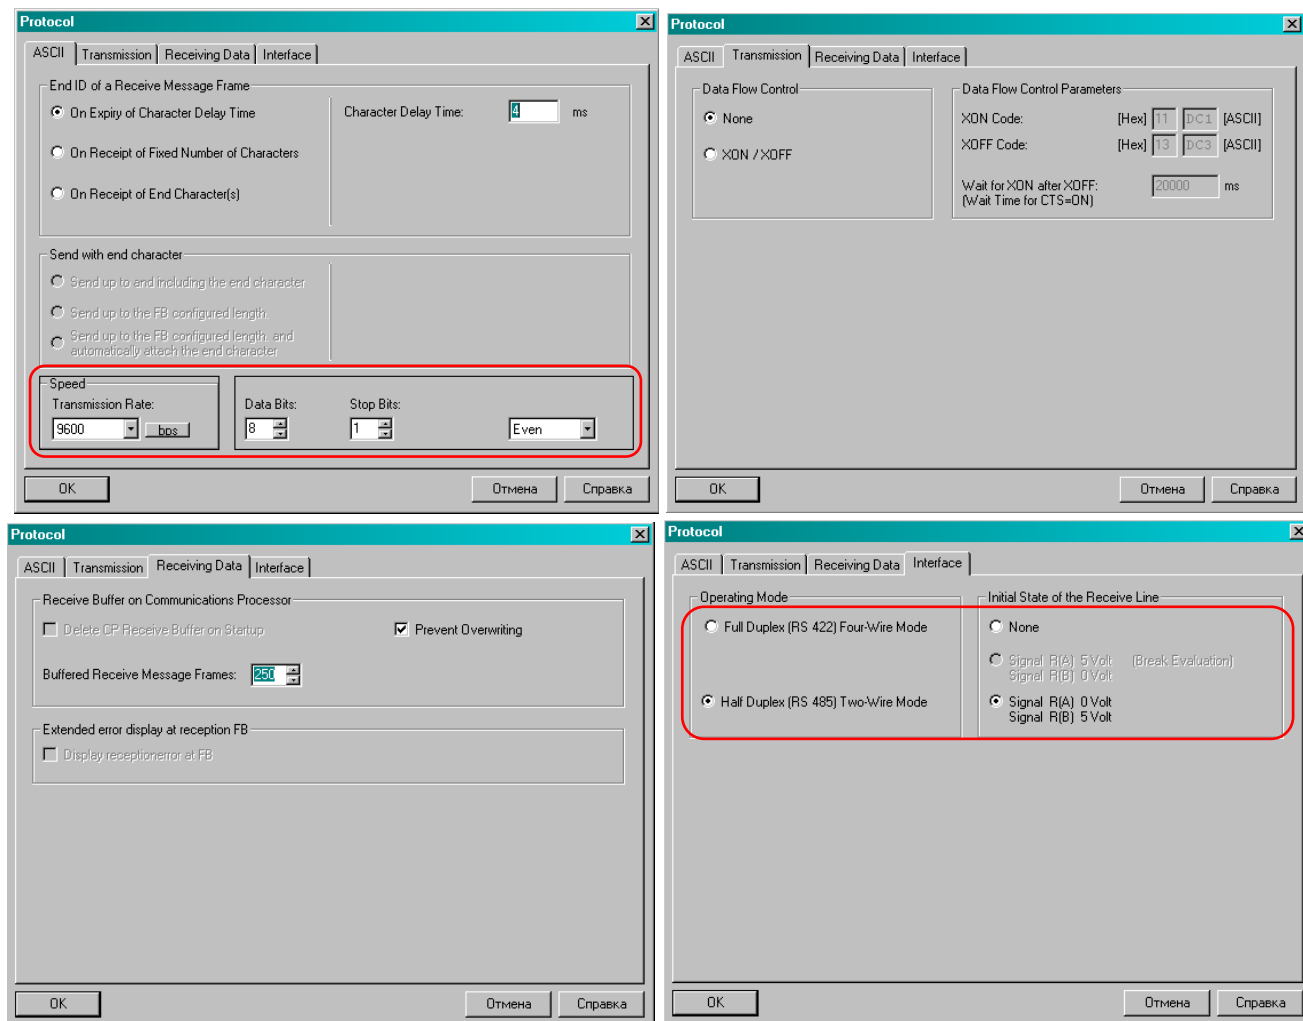 Protocol
ASCII Transmission Receiving Data Interface
End ID of a Receive Message Frame
On Expiry of Character Delay Time
Character Delay Time: 4 ms
On Receipt of Fixed Number of Characters
On Receipt of End Character(s)
Send with end character
Send up to and including the end character
Send up to the FB configured length.
Send up to the FB configured length. and
automatically attach the end character
Speed
Transmission Rate:
Data Bits:
Stop Bits:
9600 bps 8 1 Even
OK Отмена Справка
Protocol
ASCII Transmission Receiving Data Interface
Data Flow Control
None
XON / XOFF
Data Flow Control Parameters
XON Code: [Hex] 11 DC1 [ASCII]
XOFF Code: [Hex] 13 DC3 [ASCII]
Wait for XON after XOFF: 20000 ms
(Wait Time for CTS=ON)
OK Отмена Справка
Protocol
ASCII Transmission Receiving Data Interface
Receive Buffer on Communications Processor
Delete CP Receive Buffer on Startup
Prevent Overwriting
Buffered Receive Message Frames: 250
Extended error display at reception FB
Display receptionerror at FB
OK Отмена Справка
Protocol
ASCII Transmission Receiving Data Interface
Operating Mode
Full Duplex (RS 422) Four-Wire Mode
Half Duplex (RS 485) Two-Wire Mode
Initial State of the Receive Line
None
Signal R(A) 5 Volt (Break Evaluation)
Signal R(B) 0 Volt
Signal R(A) 0 Volt
Signal R(B) 5 Volt
OK Отмена Справка